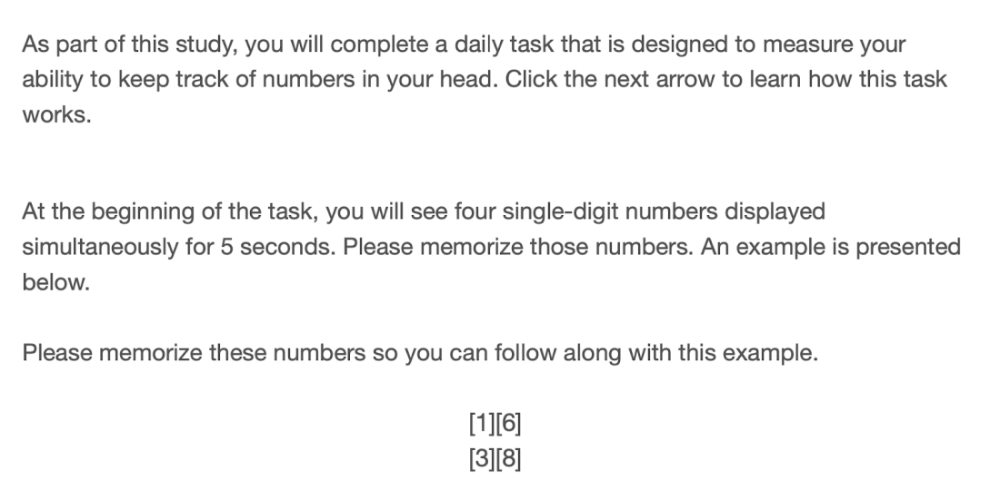 As part of this study, you will complete a daily task that is designed to measure your
ability to keep track of numbers in your head. Click the next arrow to learn how this task
works.
At the beginning of the task, you will see four single-digit numbers displayed
simultaneously for 5 seconds. Please memorize those numbers. An example is presented
below.
Please memorize these numbers so you can follow along with this example.
[1][6]
[3][8]